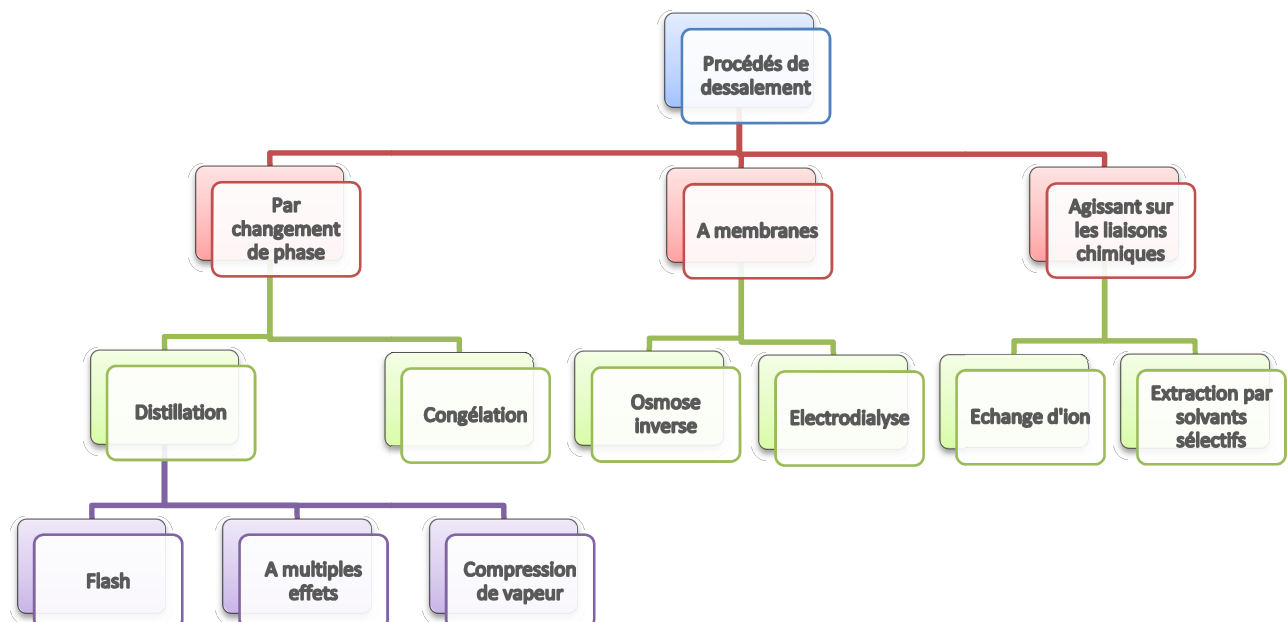 Procédés de
dessalement
Par
changement
de phase
A membranes
Agissant sur
les liaisons
chimiques
Distillation
Congélation
Osmose
inverse
Electrodialyse
Echange d'ion
Extraction par
solvants
sélectifs
Flash
A multiples
effets
Compression
de vapeur